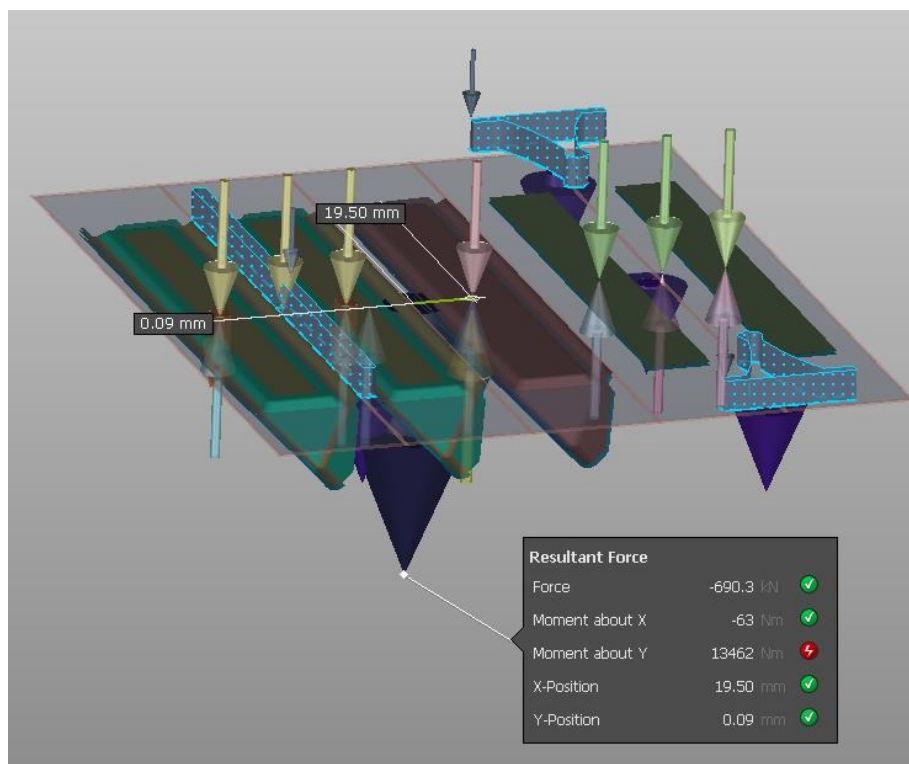 19.50 mm
0.09 mm
Resultant Force
Force -690.3 kN
Moment about X -63 Nm
Moment about Y 13462 Nm
X-Position 19.50 mm
Y-Position 0.09 mm